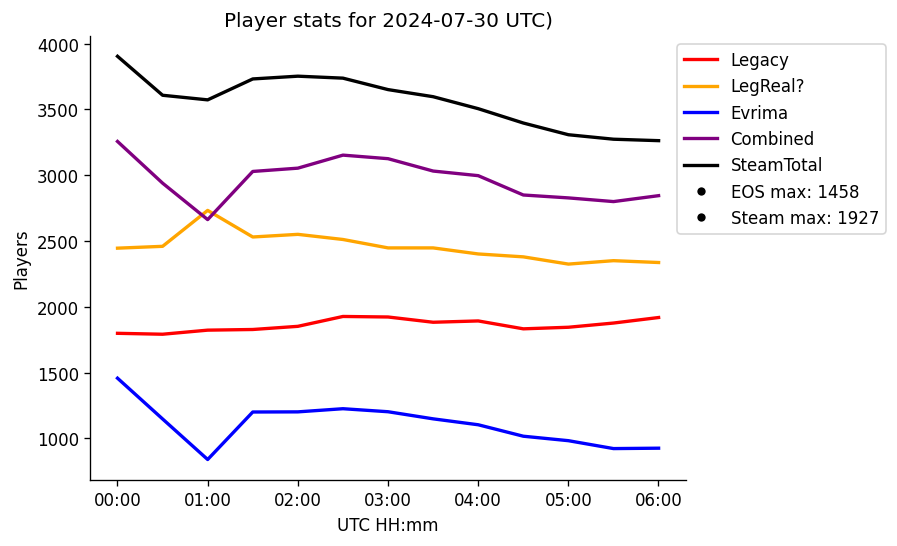 Player stats for 2024-07-30 UTC)
4000
3500
3000
2500
2000
1500
1000
Players
00:00 01:00 02:00 03:00 04:00 05:00 06:00
UTC HH:mm
Legacy
LegReal?
Evrima
Combined
SteamTotal
EOS max: 1458
Steam max: 1927